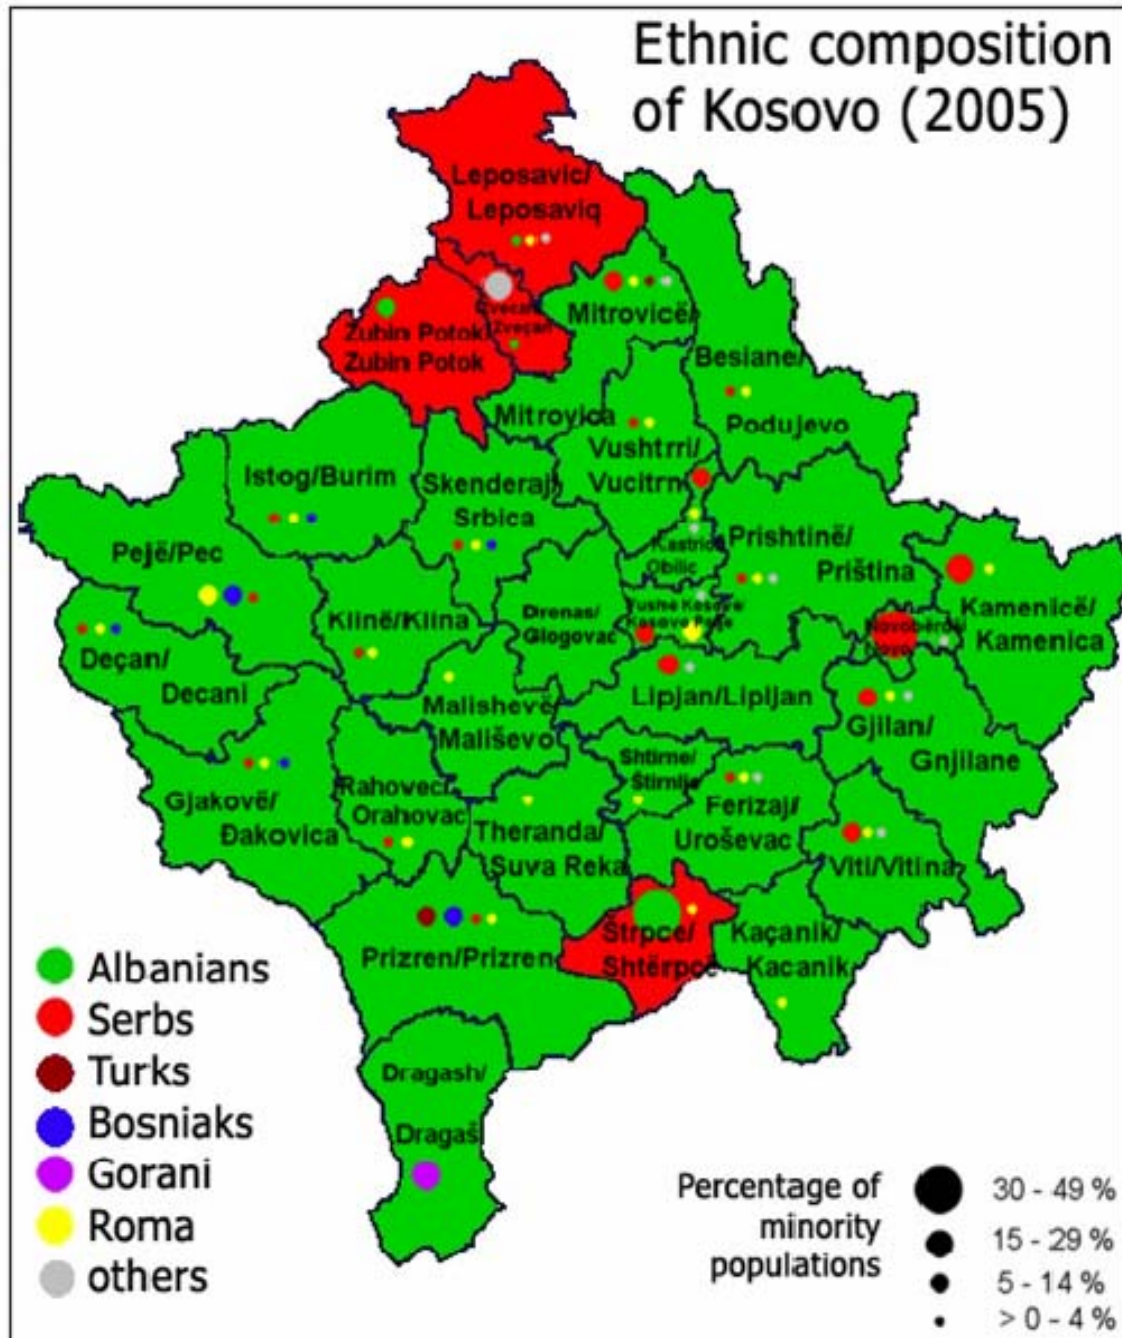 Ethnic composition
of Kosovo (2005)
Leposavic/
Leposaviq
Zubin Potok
Zubin Potok
Zveçan
Mitrovicë/
Mitrovica
Besiane/
Podujevo
Vushtrri/
Vucitrn
Istog/Burim
Skenderaj/
Srbica
Pejë/Pec
Prishtinë/
Priština
Obilic
Kamenicë/
Kamenica
Klinë/Klina
Drenas/
Glogovac
Deçan/
Decani
Lipjan/Lipljan
Malishevë/
Mališevo
Gjilan/
Gnjilane
Gjakovë/
Đakovica
Rahovec/
Orahovac
Shtime/
Štimlje
Ferizaj/
Uroševac
Theranda/
Suva Reka
Viti/Vitina
Štrpce/
Shtërpcë
Kaçanik/
Kacanik
Prizren/Prizren
Dragash/
Dragaš
Albanians
Serbs
Turks
Bosniaks
Gorani
Roma
others
Percentage of
minority
populations
30 - 49 %
15 - 29 %
5 - 14 %
> 0 - 4 %